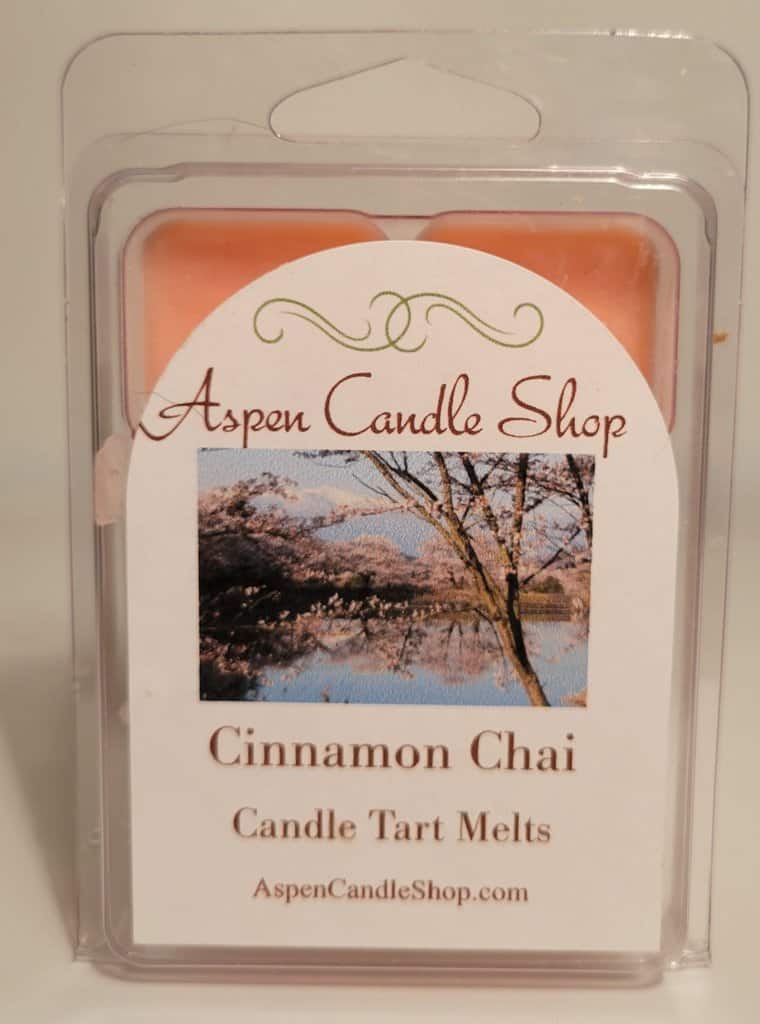 Aspen Candle Shop
Cinnamon Chai
Candle Tart Melts
AspenCandleShop.com